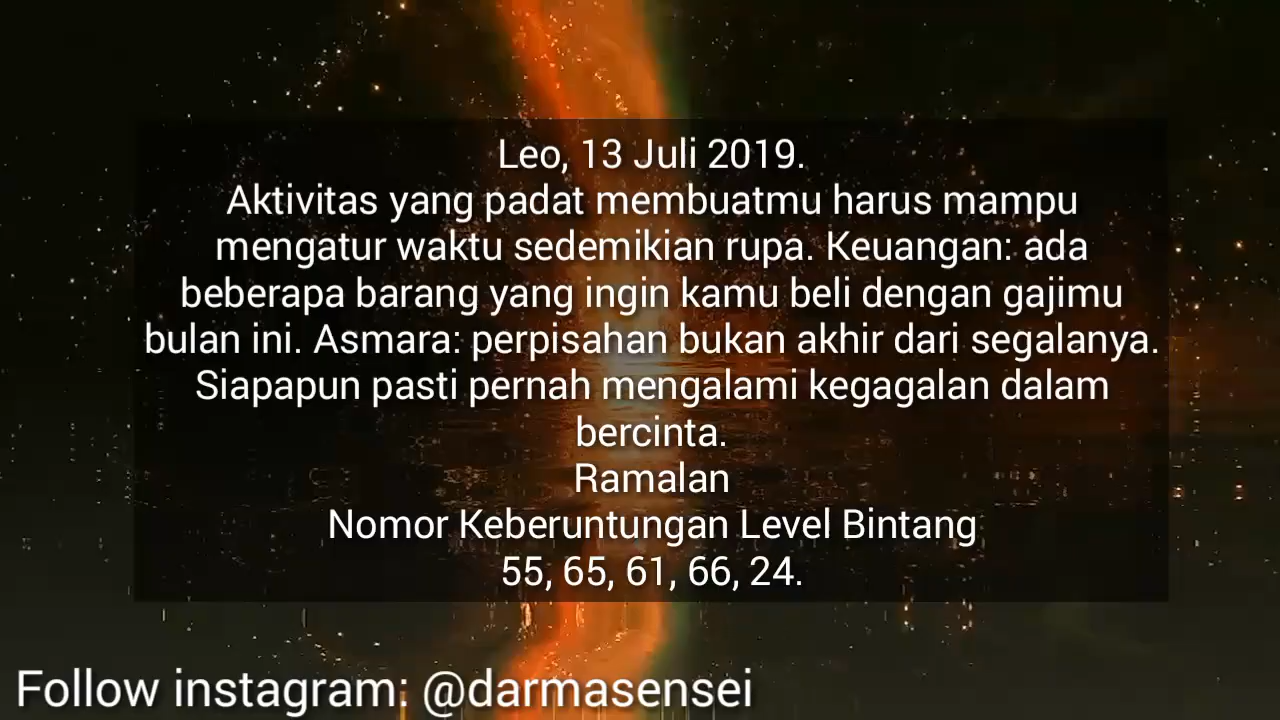 Leo, 13 Juli 2019.
Aktivitas yang padat membuatmu harus mampu
mengatur waktu sedemikian rupa. Keuangan: ada
beberapa barang yang ingin kamu beli dengan gajimu
bulan ini. Asmara: perpisahan bukan akhir dari segalanya.
Siapapun pasti pernah mengalami kegagalan dalam
bercinta.
Ramalan
Nomor Keberuntungan Level Bintang
55, 65, 61, 66, 24.
Follow instagram: @darmasensei